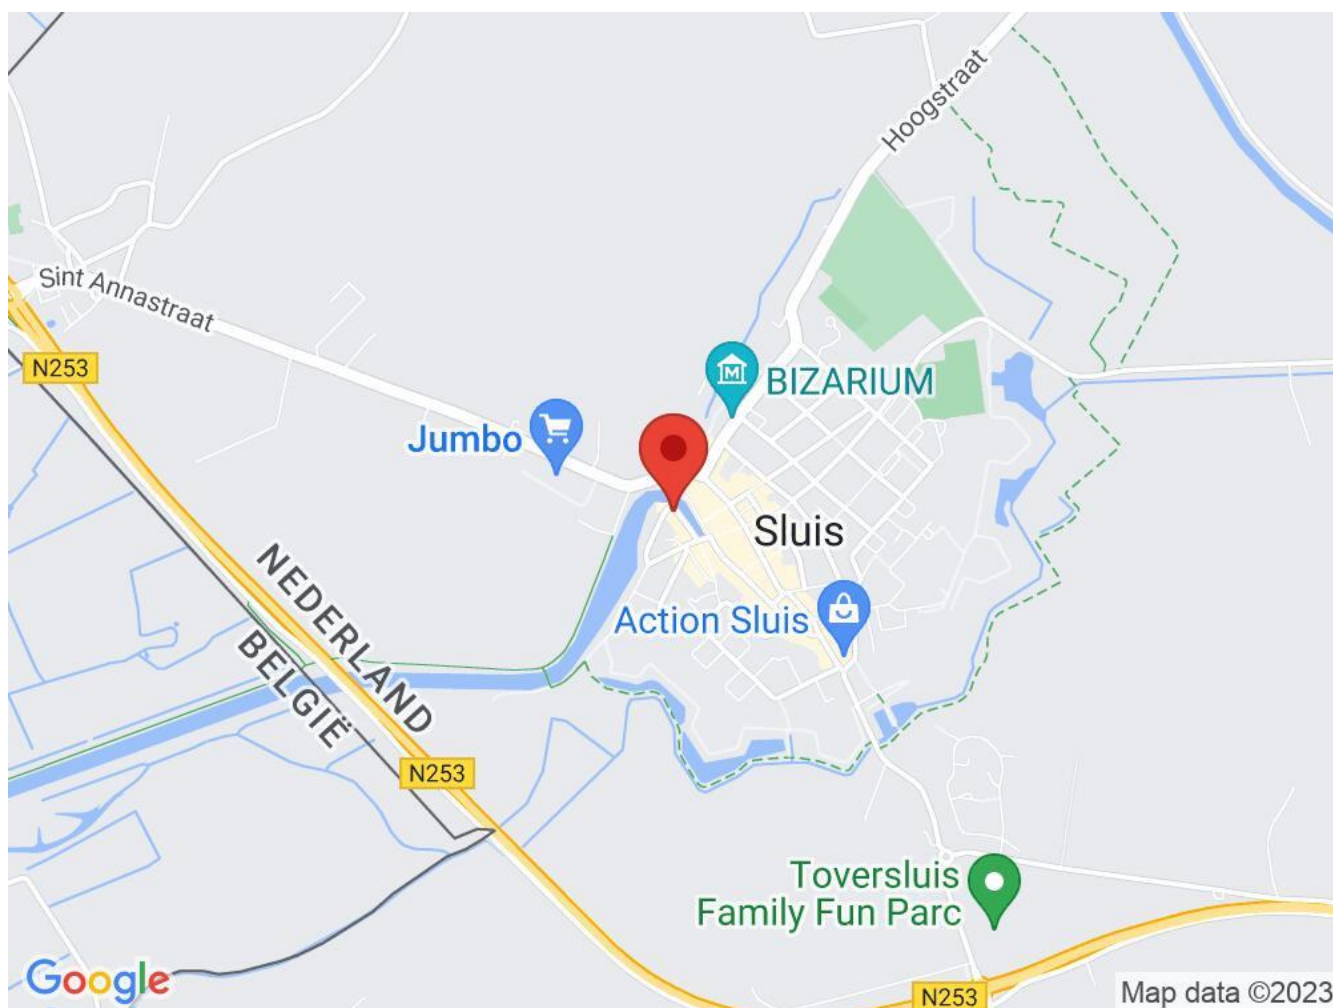 Hoogstraat
Sint Annastraat
N253
BIZARIUM
Jumbo
Sluis
NEDERLAND
BELGIË
Action Sluis
N253
Toversluis
Family Fun Parc
Google
N253
Map data ©2023